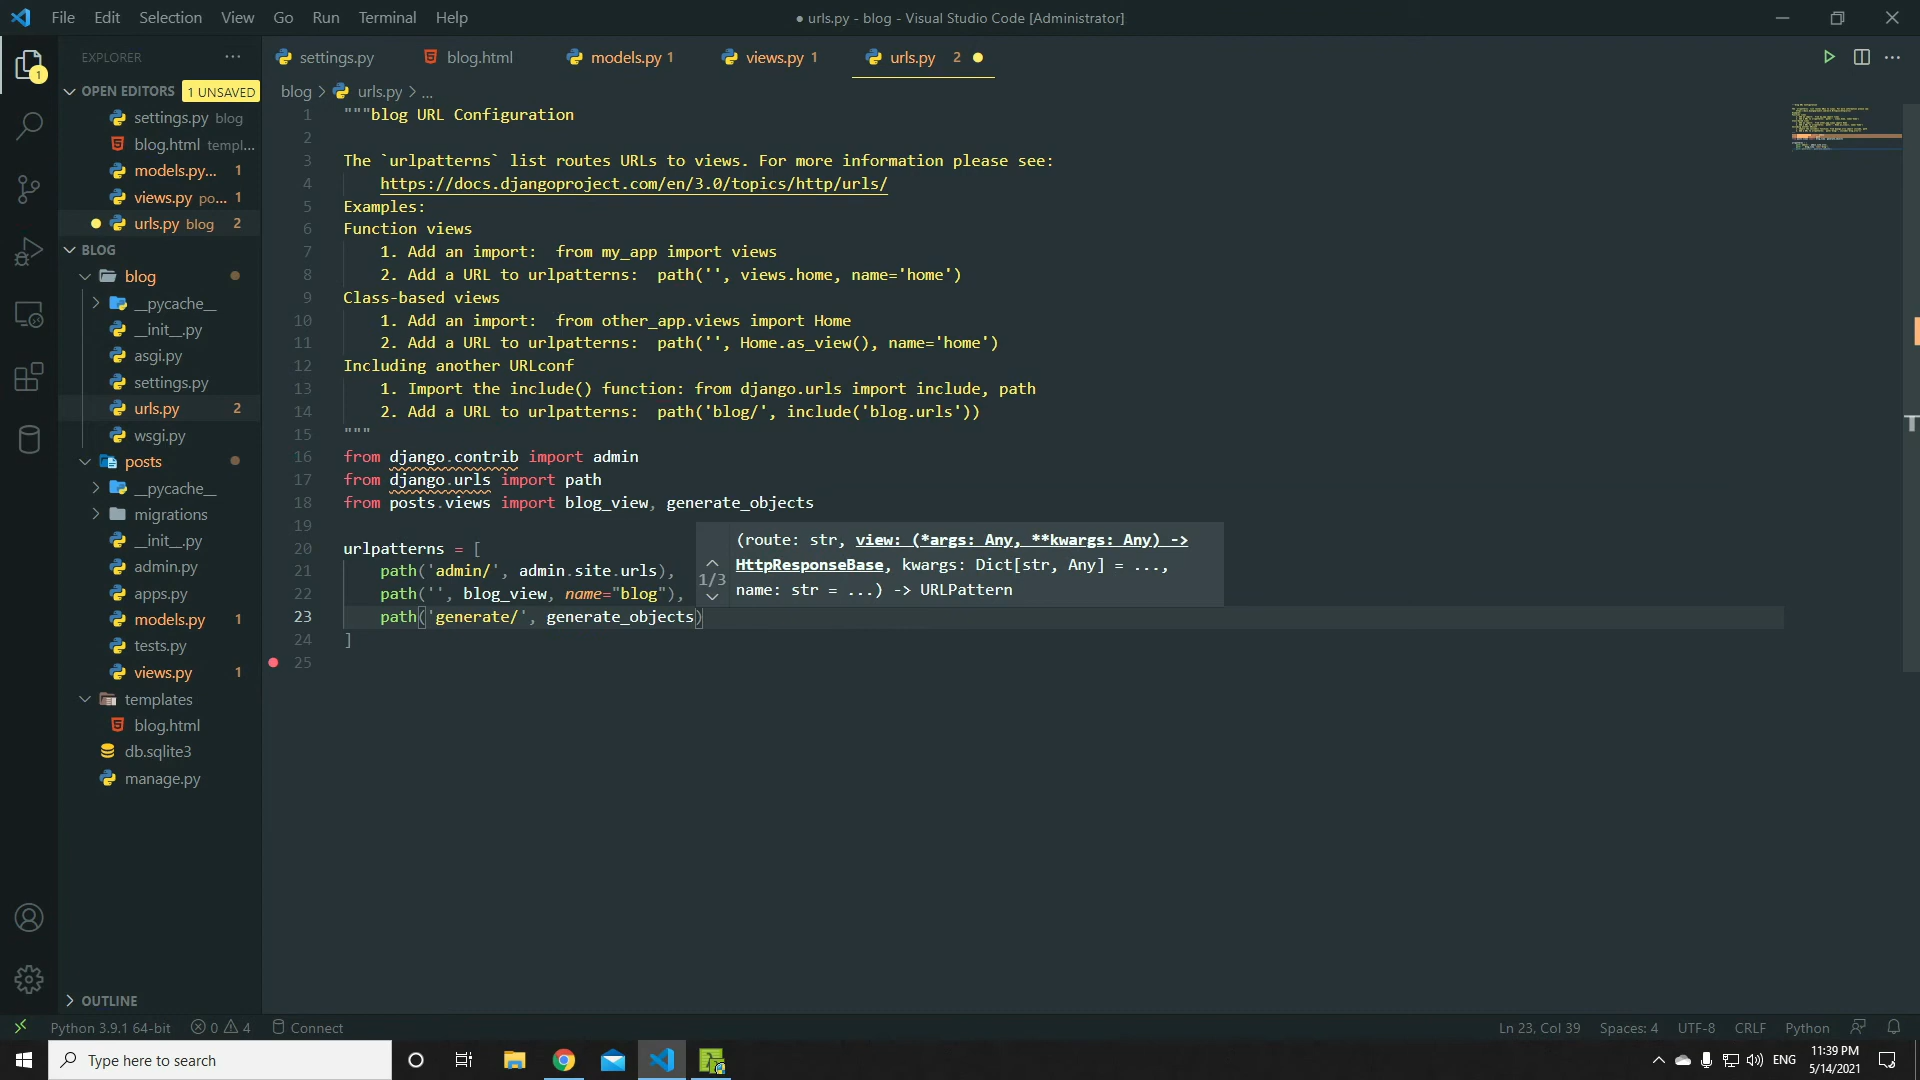 File Edit Selection View Go Run Terminal Help
● urls.py - blog - Visual Studio Code [Administrator]
EXPLORER
settings.py
blog.html
models.py 1
views.py 1
urls.py 2
OPEN EDITORS 1 UNSAVED
settings.py blog
blog.html templ...
models.py... 1
views.py po... 1
urls.py blog 2
BLOG
blog
__pycache__
__init__.py
asgi.py
settings.py
urls.py 2
wsgi.py
posts
__pycache__
migrations
__init__.py
admin.py
apps.py
models.py 1
tests.py
views.py 1
templates
blog.html
db.sqlite3
manage.py
OUTLINE
1
blog > urls.py > ...
1 """blog URL Configuration
2
3 The `urlpatterns` list routes URLs to views. For more information please see:
4 https://docs.djangoproject.com/en/3.0/topics/http/urls/
5 Examples:
6 Function views
7 1. Add an import:  from my_app import views
8 2. Add a URL to urlpatterns:  path('', views.home, name='home')
9 Class-based views
10 1. Add an import:  from other_app.views import Home
11 2. Add a URL to urlpatterns:  path('', Home.as_view(), name='home')
12 Including another URLconf
13 1. Import the include() function: from django.urls import include, path
14 2. Add a URL to urlpatterns:  path('blog/', include('blog.urls'))
15 """
16 from django.contrib import admin
17 from django.urls import path
18 from posts.views import blog_view, generate_objects
19
20 urlpatterns = [
21 path('admin/', admin.site.urls),
22 path('', blog_view, name="blog"),
23 path('generate/', generate_objects)
24 ]
25
1/3
(route: str, view: (*args: Any, **kwargs: Any) ->
HttpResponseBase, kwargs: Dict[str, Any] = ...,
name: str = ...) -> URLPattern
T
Python 3.9.1 64-bit 0 4 Connect
Ln 23, Col 39 Spaces: 4 UTF-8 CRLF Python
Type here to search
ENG
11:39 PM
5/14/2021